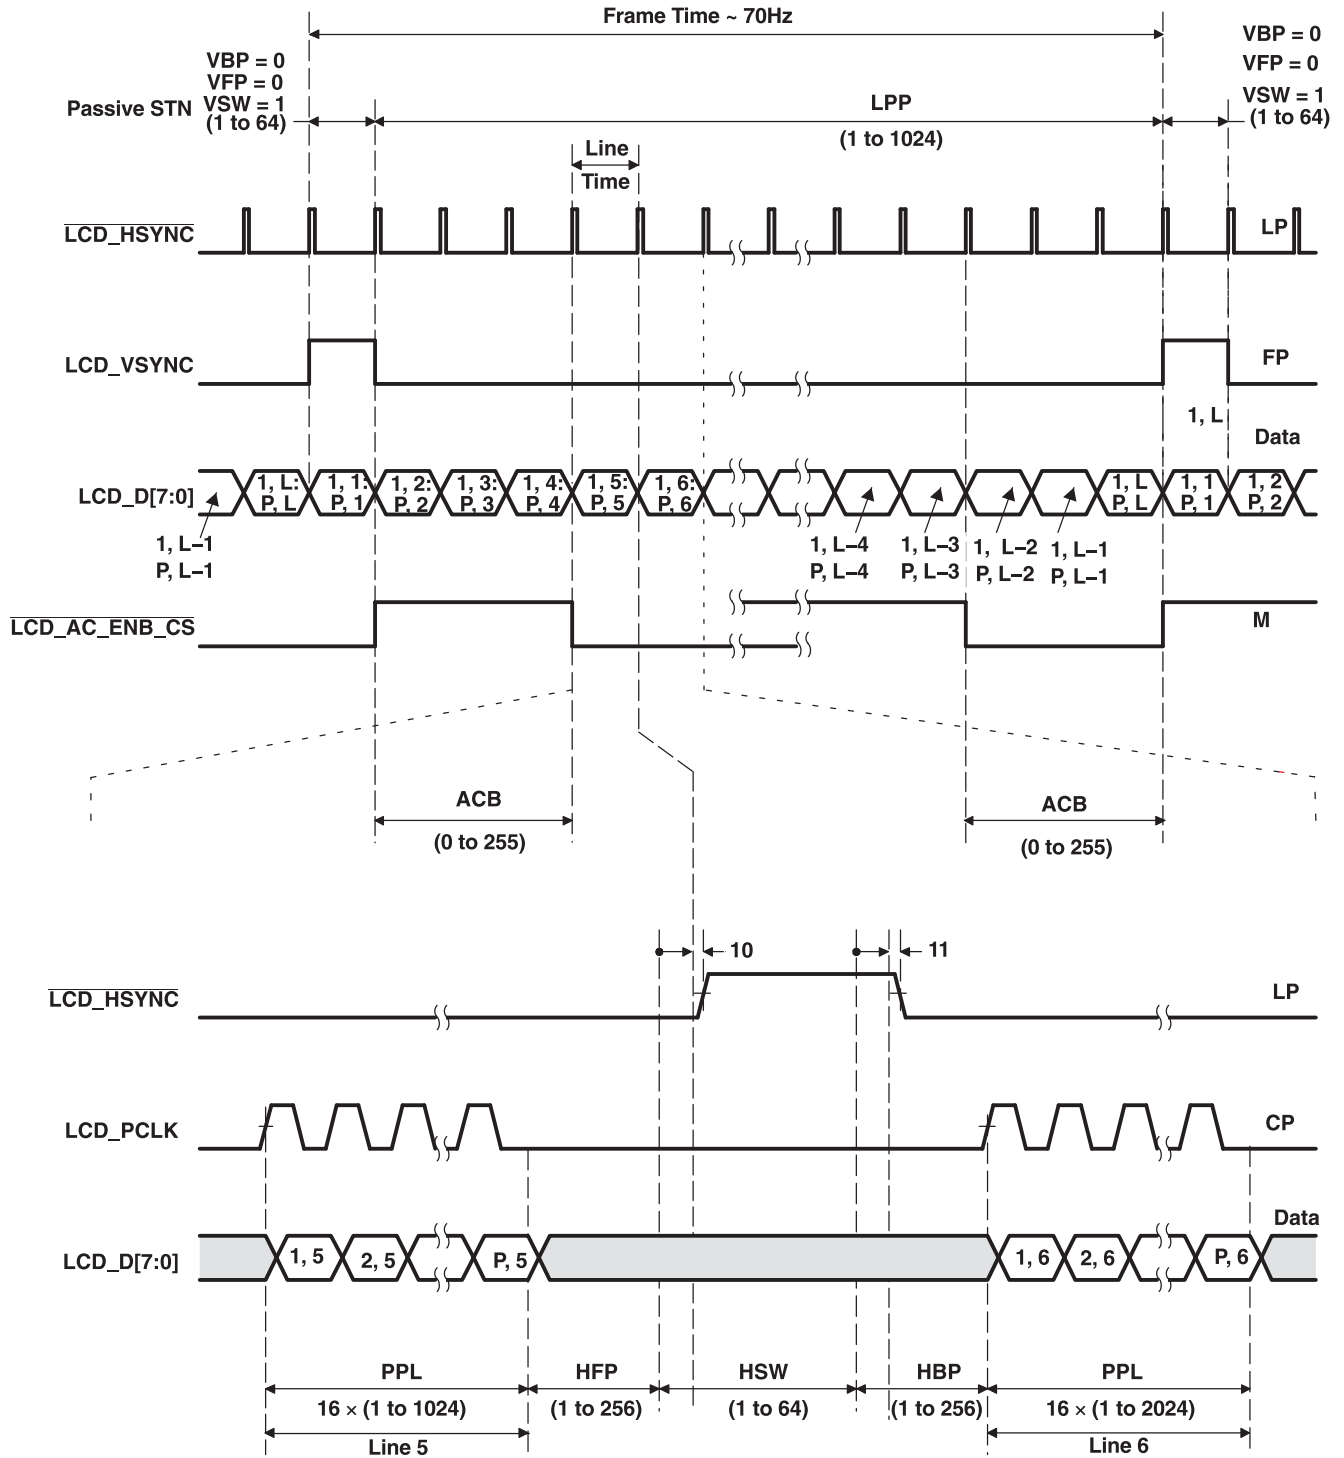 Frame Time ~ 70Hz
VBP = 0
VFP = 0
VSW = 1
(1 to 64)
VBP = 0
VFP = 0
VSW = 1
(1 to 64)
Passive STN
LPP
(1 to 1024)
Line
Time
LCD_HSYNC
LP
LCD_VSYNC
FP
1, L
Data
LCD_D[7:0]
1, L:
P, L
1, 1:
P, 1
1, 2:
P, 2
1, 3:
P, 3
1, 4:
P, 4
1, 5:
P, 5
1, 6:
P, 6
1, L
P, L
1, 1
P, 1
1, 2
P, 2
1, L–1
P, L–1
1, L–4
P, L–4
1, L–3
P, L–3
1, L–2
P, L–2
1, L–1
P, L–1
LCD_AC_ENB_CS
M
ACB
(0 to 255)
ACB
(0 to 255)
10
11
LCD_HSYNC
LP
LCD_PCLK
CP
Data
LCD_D[7:0]
1, 5
2, 5
P, 5
1, 6
2, 6
P, 6
PPL
16 × (1 to 1024)
Line 5
HFP
(1 to 256)
HSW
(1 to 64)
HBP
(1 to 256)
PPL
16 × (1 to 2024)
Line 6